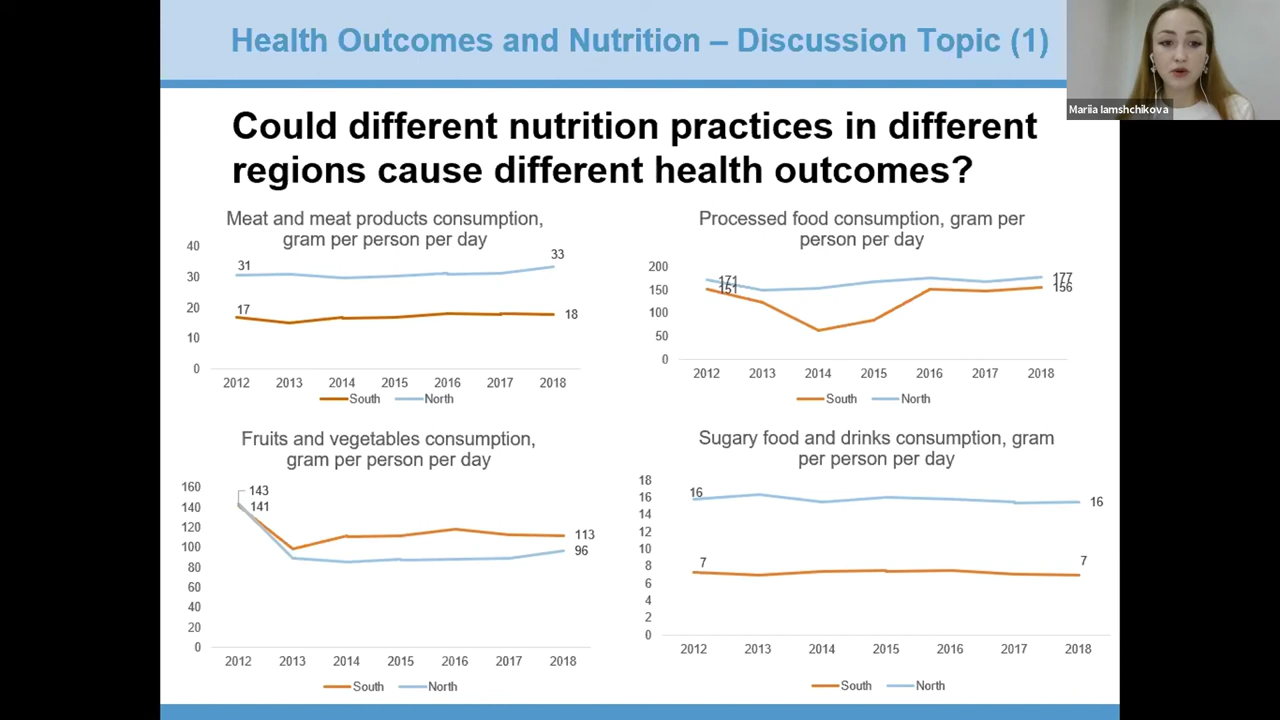 Health Outcomes and Nutrition – Discussion Topic (1)
Mariia Iamshchikova
Could different nutrition practices in different
regions cause different health outcomes?
Meat and meat products consumption,
gram per person per day
40
30
20
10
0
31
33
17
18
2012 2013 2014 2015 2016 2017 2018
South North
Processed food consumption, gram per
person per day
200
150
100
50
0
171
151
177
156
2012 2013 2014 2015 2016 2017 2018
South North
Fruits and vegetables consumption,
gram per person per day
160
140
120
100
80
60
40
20
0
143
141
113
96
2012 2013 2014 2015 2016 2017 2018
South North
Sugary food and drinks consumption, gram
per person per day
18
16
14
12
10
8
6
4
2
0
16
16
7
7
2012 2013 2014 2015 2016 2017 2018
South North